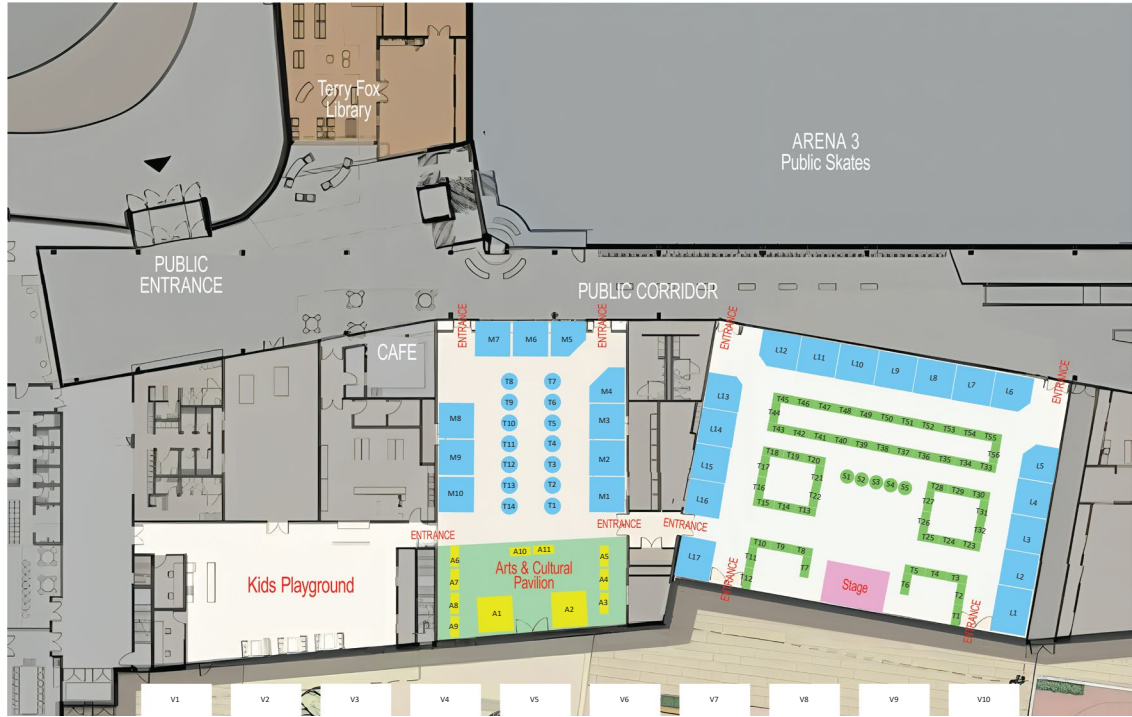 Terry Fox
Library
ARENA 3
Public Skates
PUBLIC
ENTRANCE
PUBLIC CORRIDOR
CAFE
ENTRANCE
ENTRANCE
ENTRANCE
ENTRANCE
M7
M6
M5
M4
M3
M2
M1
M8
M9
M10
T8
T9
T10
T11
T12
T13
T14
T7
T6
T5
T4
T3
T2
T1
ENTRANCE
ENTRANCE
ENTRANCE
Kids Playground
Arts & Cultural
Pavilion
A6
A7
A8
A9
A10
A11
A5
A4
A3
A1
A2
L12
L11
L10
L9
L8
L7
L6
L13
L14
L15
L16
L17
L5
L4
L3
L2
L1
T45
T46
T47
T48
T49
T50
T51
T52
T53
T54
T55
T56
T44
T43
T42
T41
T40
T39
T38
T37
T36
T35
T34
T33
T18
T19
T20
T17
T21
T16
T22
T15
T14
T13
S1
S2
S3
S4
S5
T28
T29
T30
T27
T31
T26
T32
T25
T24
T23
T10
T9
T8
T11
T7
T12
T5
T4
T3
T6
T2
T1
Stage
ENTRANCE
ENTRANCE
V1
V2
V3
V4
V5
V6
V7
V8
V9
V10